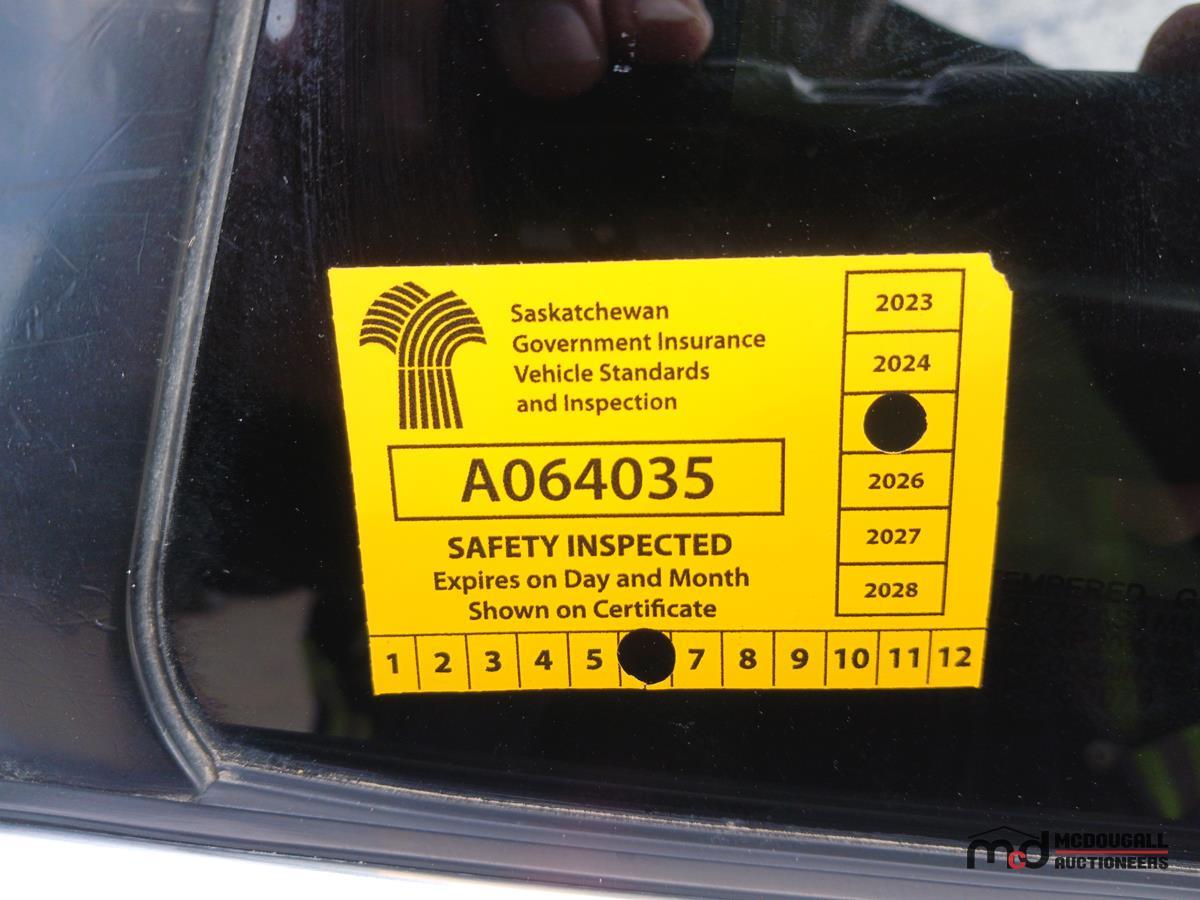 Saskatchewan
Government Insurance
Vehicle Standards
and Inspection
A064035
SAFETY INSPECTED
Expires on Day and Month
Shown on Certificate
2023
2024
2026
2027
2028
1 2 3 4 5 7 8 9 10 11 12
TEMPERED
mcd MCDOUGALL
AUCTIONEERS